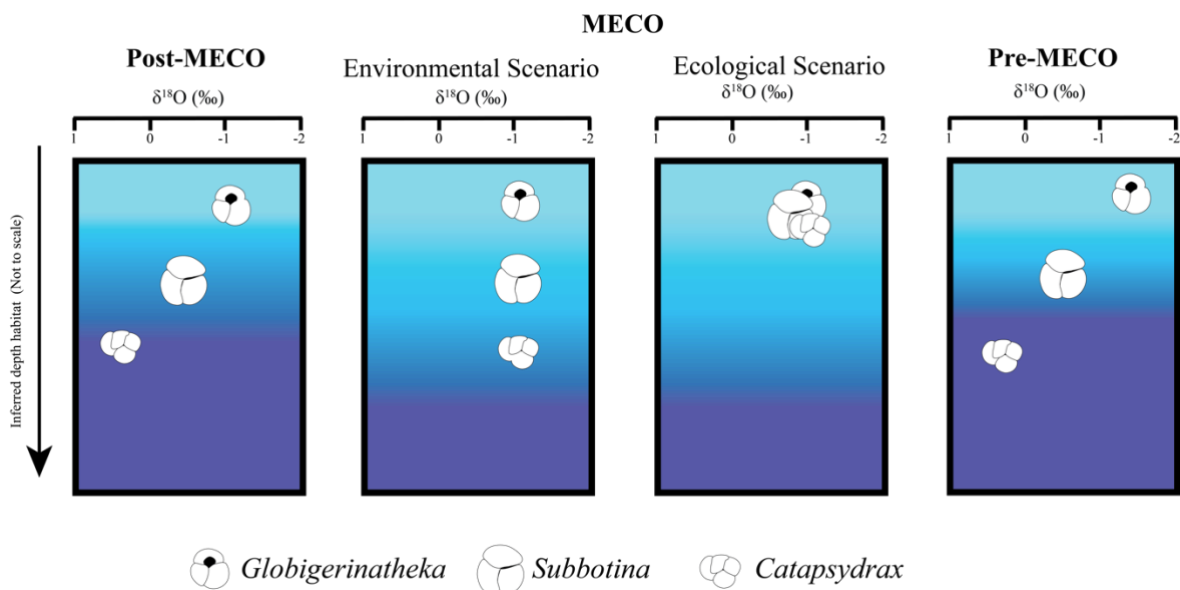 MECO
Post-MECO
Environmental Scenario
Ecological Scenario
Pre-MECO
δ¹⁸O (‰)
δ¹⁸O (‰)
δ¹⁸O (‰)
δ¹⁸O (‰)
1 0 -1 -2
1 0 -1 -2
1 0 -1 -2
1 0 -1 -2
Inferred depth habitat (Not to scale)
Globigerinatheka
Subbotina
Catapsydrax